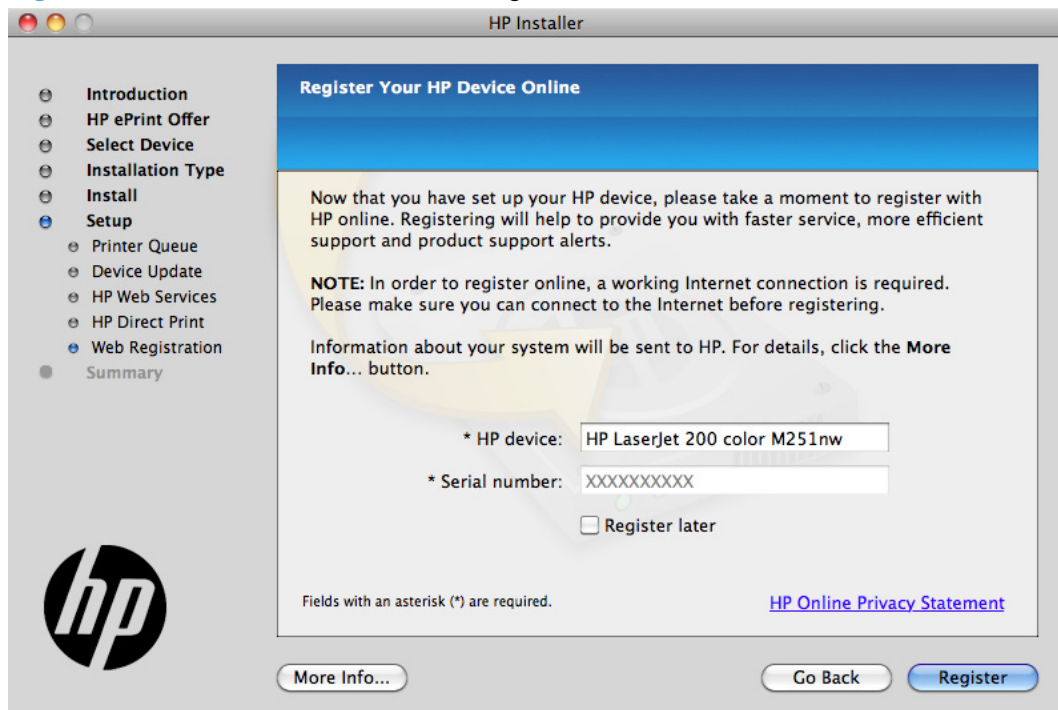 HP Installer
Introduction
HP ePrint Offer
Select Device
Installation Type
Install
Setup
Printer Queue
Device Update
HP Web Services
HP Direct Print
Web Registration
Summary
Register Your HP Device Online
Now that you have set up your HP device, please take a moment to register with
HP online. Registering will help to provide you with faster service, more efficient
support and product support alerts.
NOTE: In order to register online, a working Internet connection is required.
Please make sure you can connect to the Internet before registering.
Information about your system will be sent to HP. For details, click the More
Info... button.
* HP device: HP LaserJet 200 color M251nw
* Serial number: XXXXXXXXXX
Register later
Fields with an asterisk (*) are required.
HP Online Privacy Statement
hp
More Info...
Go Back
Register